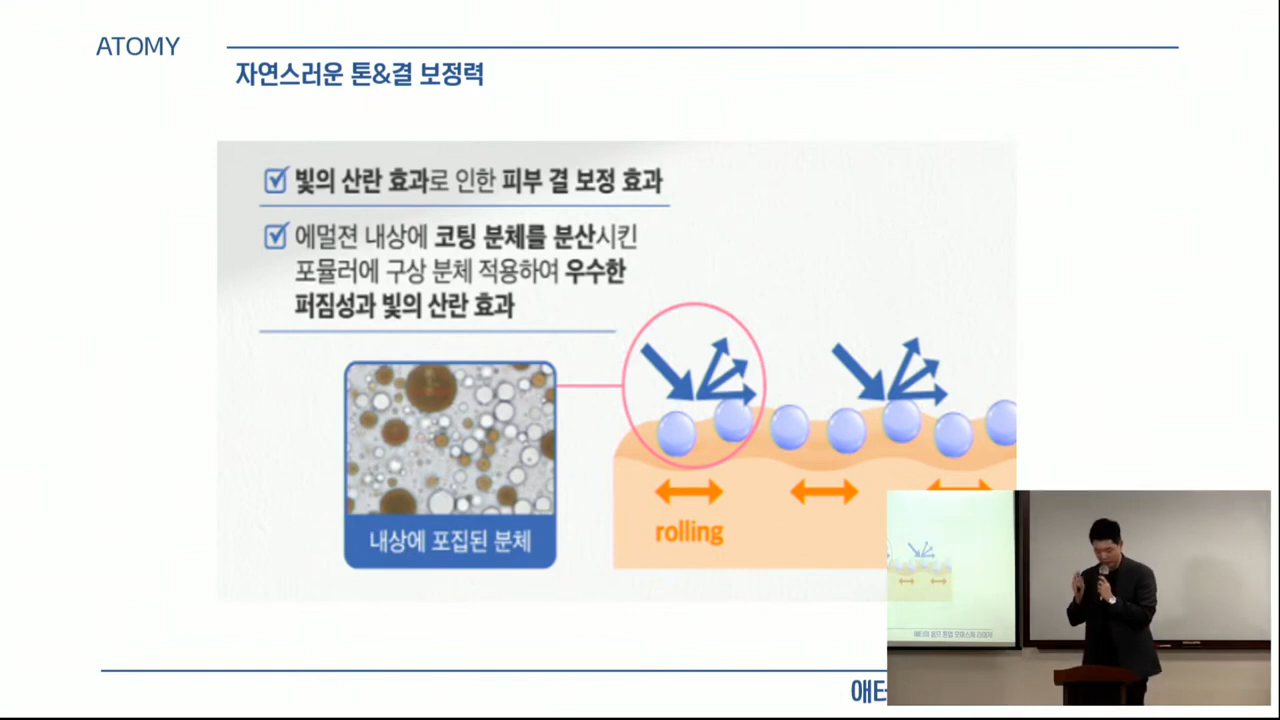 ATOMY
자연스러운 톤&결 보정력
빛의 산란 효과로 인한 피부 결 보정 효과
에멀젼 내상에 코팅 분체를 분산시킨
포뮬러에 구상 분체 적용하여 우수한
퍼짐성과 빛의 산란 효과
내상에 포집된 분체
rolling